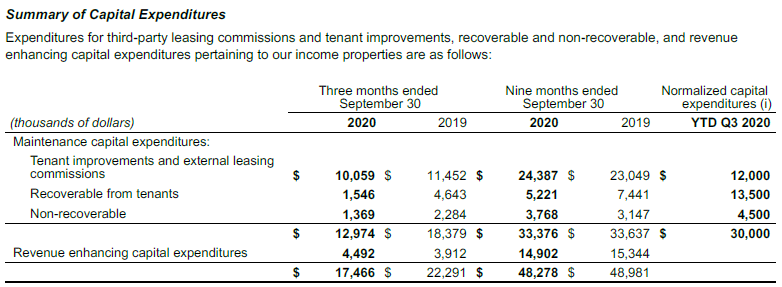 Summary of Capital Expenditures
Expenditures for third-party leasing commissions and tenant improvements, recoverable and non-recoverable, and revenue
enhancing capital expenditures pertaining to our income properties are as follows:
Three months ended Nine months ended Normalized capital
September 30 September 30 expenditures (i)
(thousands of dollars) 2020 2019 2020 2019 YTD Q3 2020
Maintenance capital expenditures:
Tenant improvements and external leasing
commissions $ 10,059 $ 11,452 $ 24,387 $ 23,049 $ 12,000
Recoverable from tenants 1,546 4,643 5,221 7,441 13,500
Non-recoverable 1,369 2,284 3,768 3,147 4,500
$ 12,974 $ 18,379 $ 33,376 $ 33,637 $ 30,000
Revenue enhancing capital expenditures 4,492 3,912 14,902 15,344
$ 17,466 $ 22,291 $ 48,278 $ 48,981